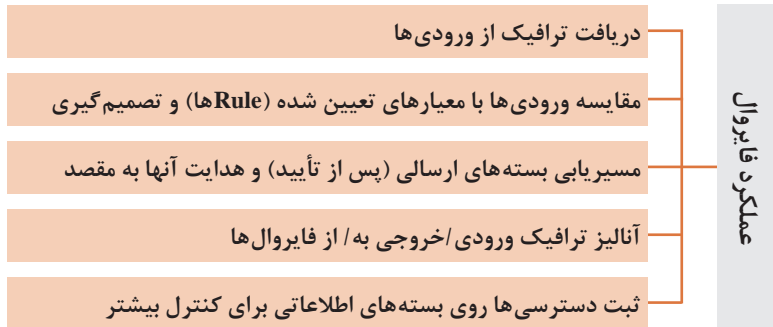 عملکرد فایروال
دریافت ترافیک از ورودی‌ها
مقایسه ورودی‌ها با معیارهای تعیین شده (Ruleها) و تصمیم‌گیری
مسیریابی بسته‌های ارسالی (پس از تأیید) و هدایت آنها به مقصد
آنالیز ترافیک ورودی/خروجی به/ از فایروال‌ها
ثبت دسترسی‌ها روی بسته‌های اطلاعاتی برای کنترل بیشتر